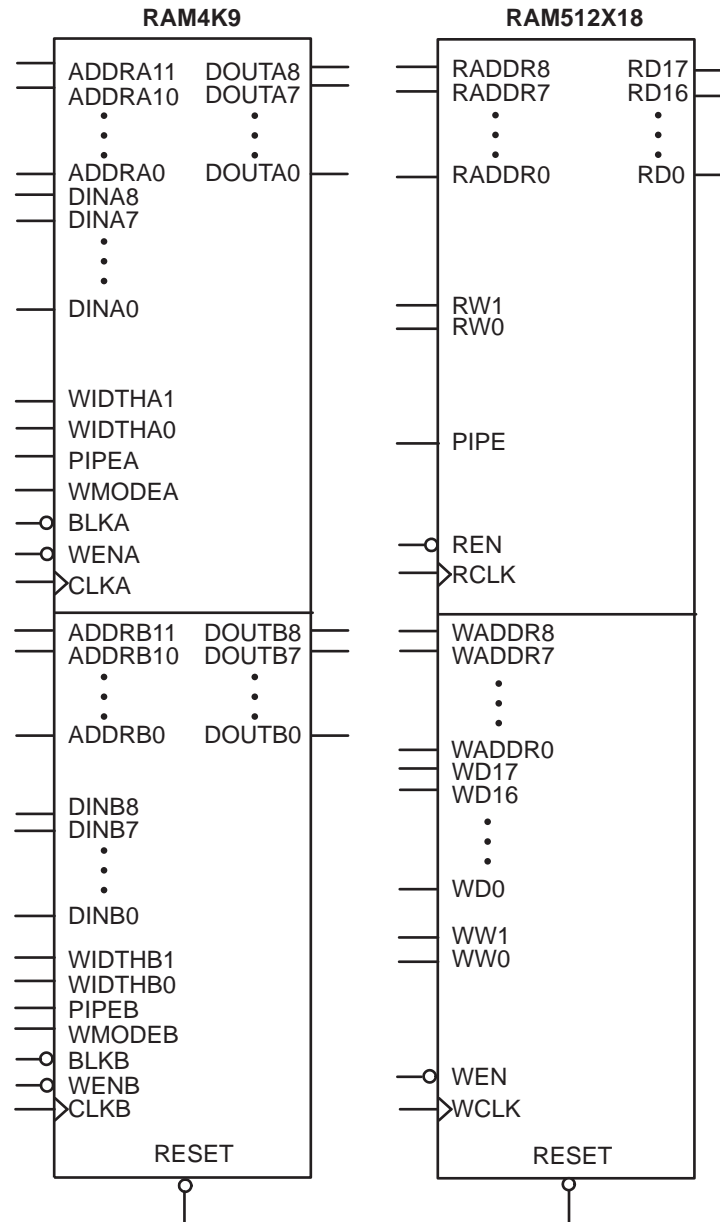 RAM4K9
ADDRA11 DOUTA8
ADDRA10 DOUTA7
ADDRA0 DOUTA0
DINA8
DINA7
DINA0
WIDTHA1
WIDTHA0
PIPEA
WMODEA
BLKA
WENA
CLKA
ADDRB11 DOUTB8
ADDRB10 DOUTB7
ADDRB0 DOUTB0
DINB8
DINB7
DINB0
WIDTHB1
WIDTHB0
PIPEB
WMODEB
BLKB
WENB
CLKB
RESET
RAM512X18
RADDR8 RD17
RADDR7 RD16
RADDR0 RD0
RW1
RW0
PIPE
REN
RCLK
WADDR8
WADDR7
WADDR0
WD17
WD16
WD0
WW1
WW0
WEN
WCLK
RESET